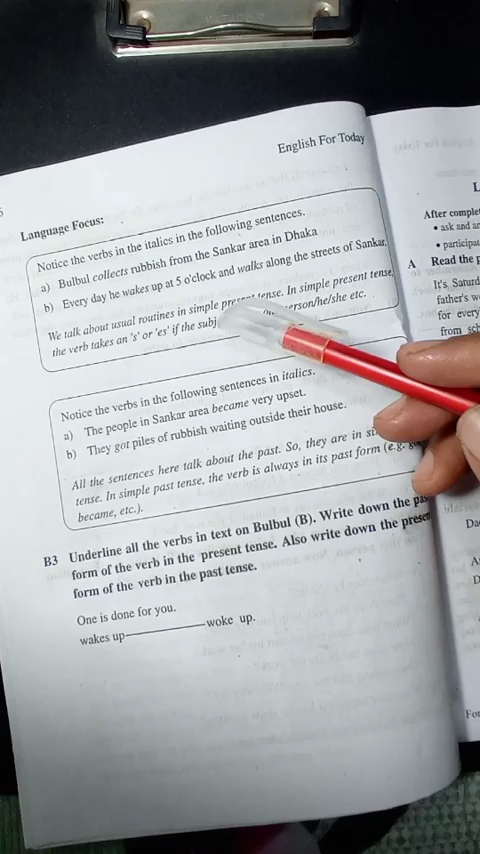 English For Today
Language Focus:
Notice the verbs in the italics in the following sentences.
a) Bulbul collects rubbish from the Sankar area in Dhaka
b) Every day he wakes up at 5 o'clock and walks along the streets of Sankar.
We talk about usual routines in simple present tense. In simple present tense,
the verb takes an 's' or 'es' if the erson/he/she etc.
Notice the verbs in the following sentences in italics.
a) The people in Sankar area became very upset.
b) They got piles of rubbish waiting outside their house.
All the sentences here talk about the past. So, they are in
tense. In simple past tense, the verb is always in its past form (e.g.
became, etc.).
B3 Underline all the verbs in text on Bulbul (B). Write down the
form of the verb in the present tense. Also write down the
form of the verb in the past tense.
One is done for you.
wakes up woke up.
L
After
• ask and
•
A Read the
It's
father's
for every
from